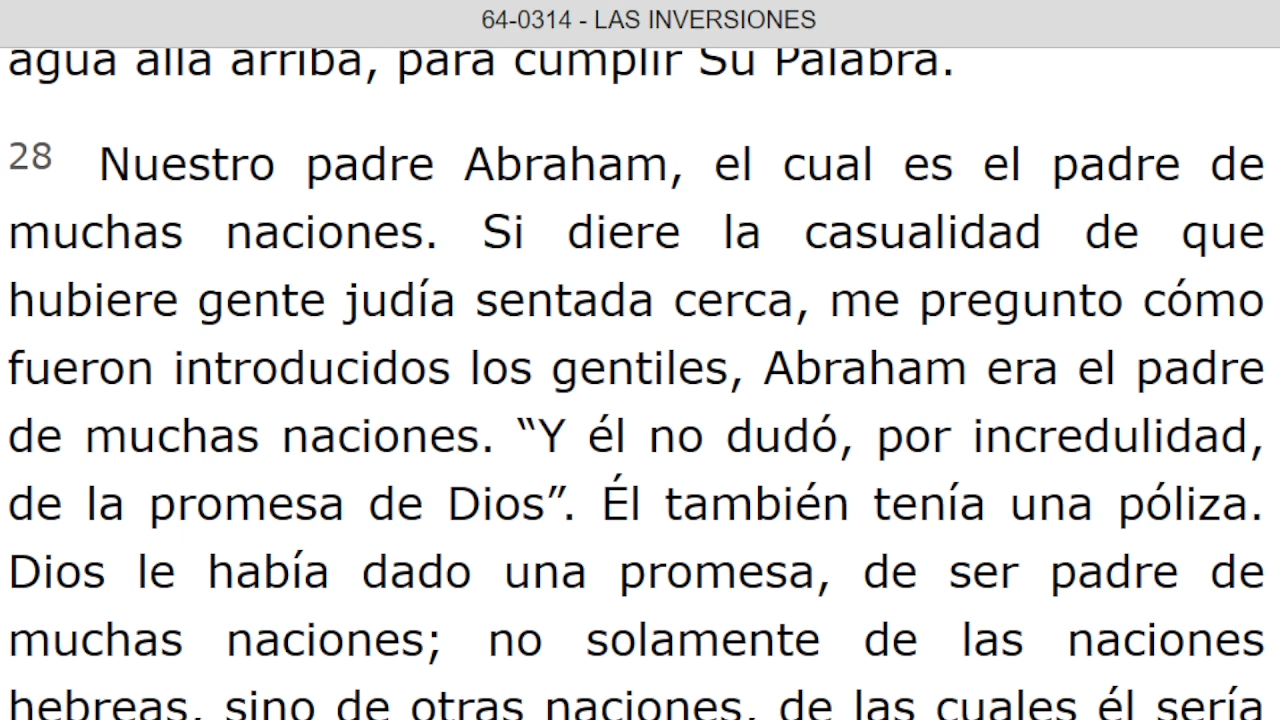 64-0314 - LAS INVERSIONES
agua allá arriba, para cumplir Su Palabra.
28 Nuestro padre Abraham, el cual es el padre de
muchas naciones. Si diere la casualidad de que
hubiere gente judía sentada cerca, me pregunto cómo
fueron introducidos los gentiles, Abraham era el padre
de muchas naciones. “Y él no dudó, por incredulidad,
de la promesa de Dios”. Él también tenía una póliza.
Dios le había dado una promesa, de ser padre de
muchas naciones; no solamente de las naciones
hebreas, sino de otras naciones, de las cuales él sería